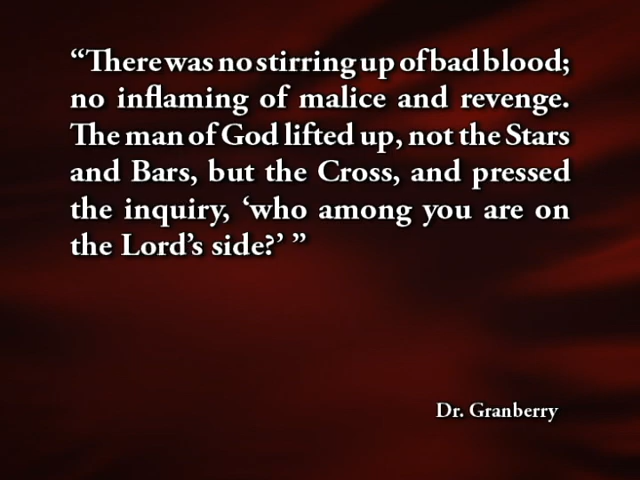 “There was no stirring up of bad blood;
no inflaming of malice and revenge.
The man of God lifted up, not the Stars
and Bars, but the Cross, and pressed
the inquiry, ‘who among you are on
the Lord’s side?’ ”
Dr. Granberry